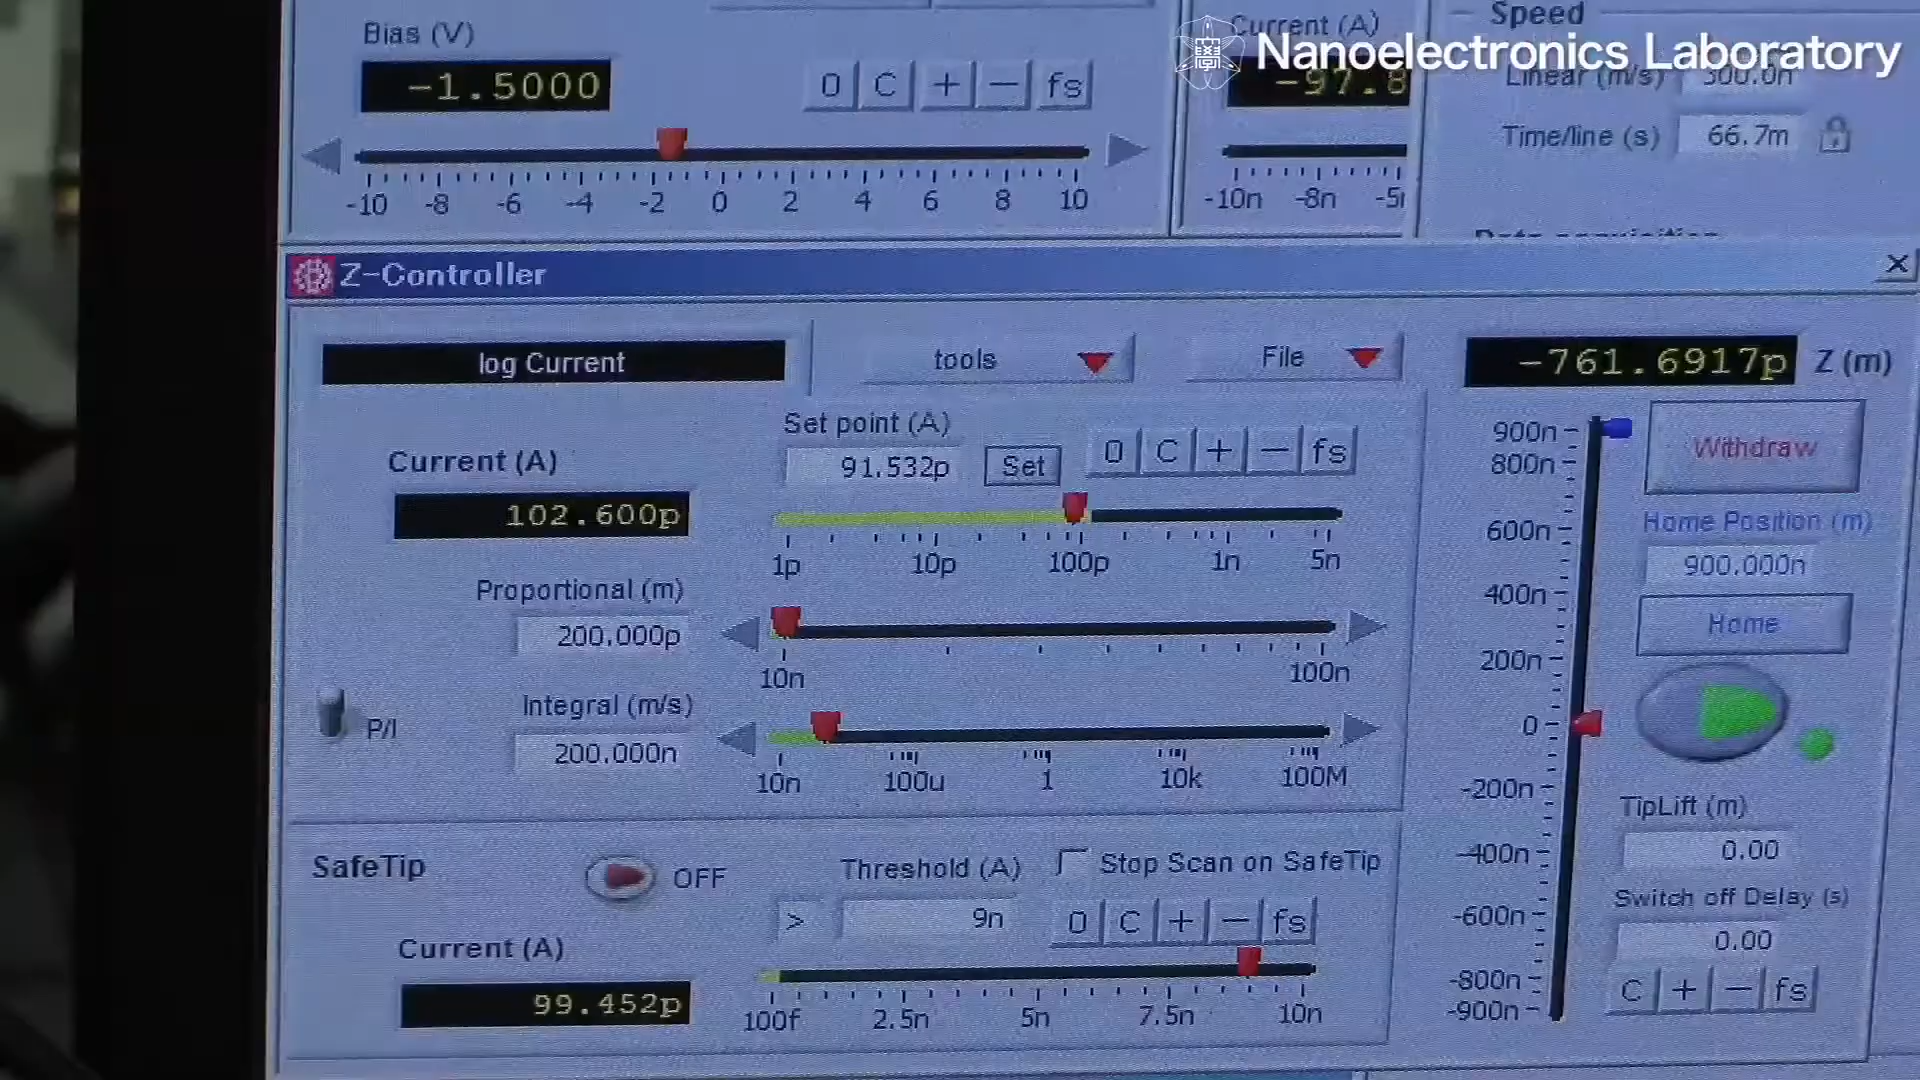 Nanoelectronics Laboratory
Bias (V)
-1.5000
0 C + - fs
-10 -8 -6 -4 -2 0 2 4 6 8 10
Current (A)
-97.8
-10n -8n
Speed
Linear (m/s) 300.0n
Time/line (s) 66.7m
Z-Controller
log Current
tools
File
-761.6917p Z (m)
Current (A)
102.600p
Set point (A)
91.532p Set 0 C + - fs
1p 10p 100p 1n 5n
Proportional (m)
200.000p
10n 100n
P/I
Integral (m/s)
200.000n
10n 100u 1 10k 100M
900n
800n
600n
400n
200n
0
-200n
-400n
-600n
-800n
-900n
Withdraw
Home Position (m)
900.000n
Home
TipLift (m)
0.00
Switch off Delay (s)
0.00
C + - fs
SafeTip
OFF
Threshold (A)
Stop Scan on SafeTip
> 9n 0 C + - fs
Current (A)
99.452p
100f 2.5n 5n 7.5n 10n